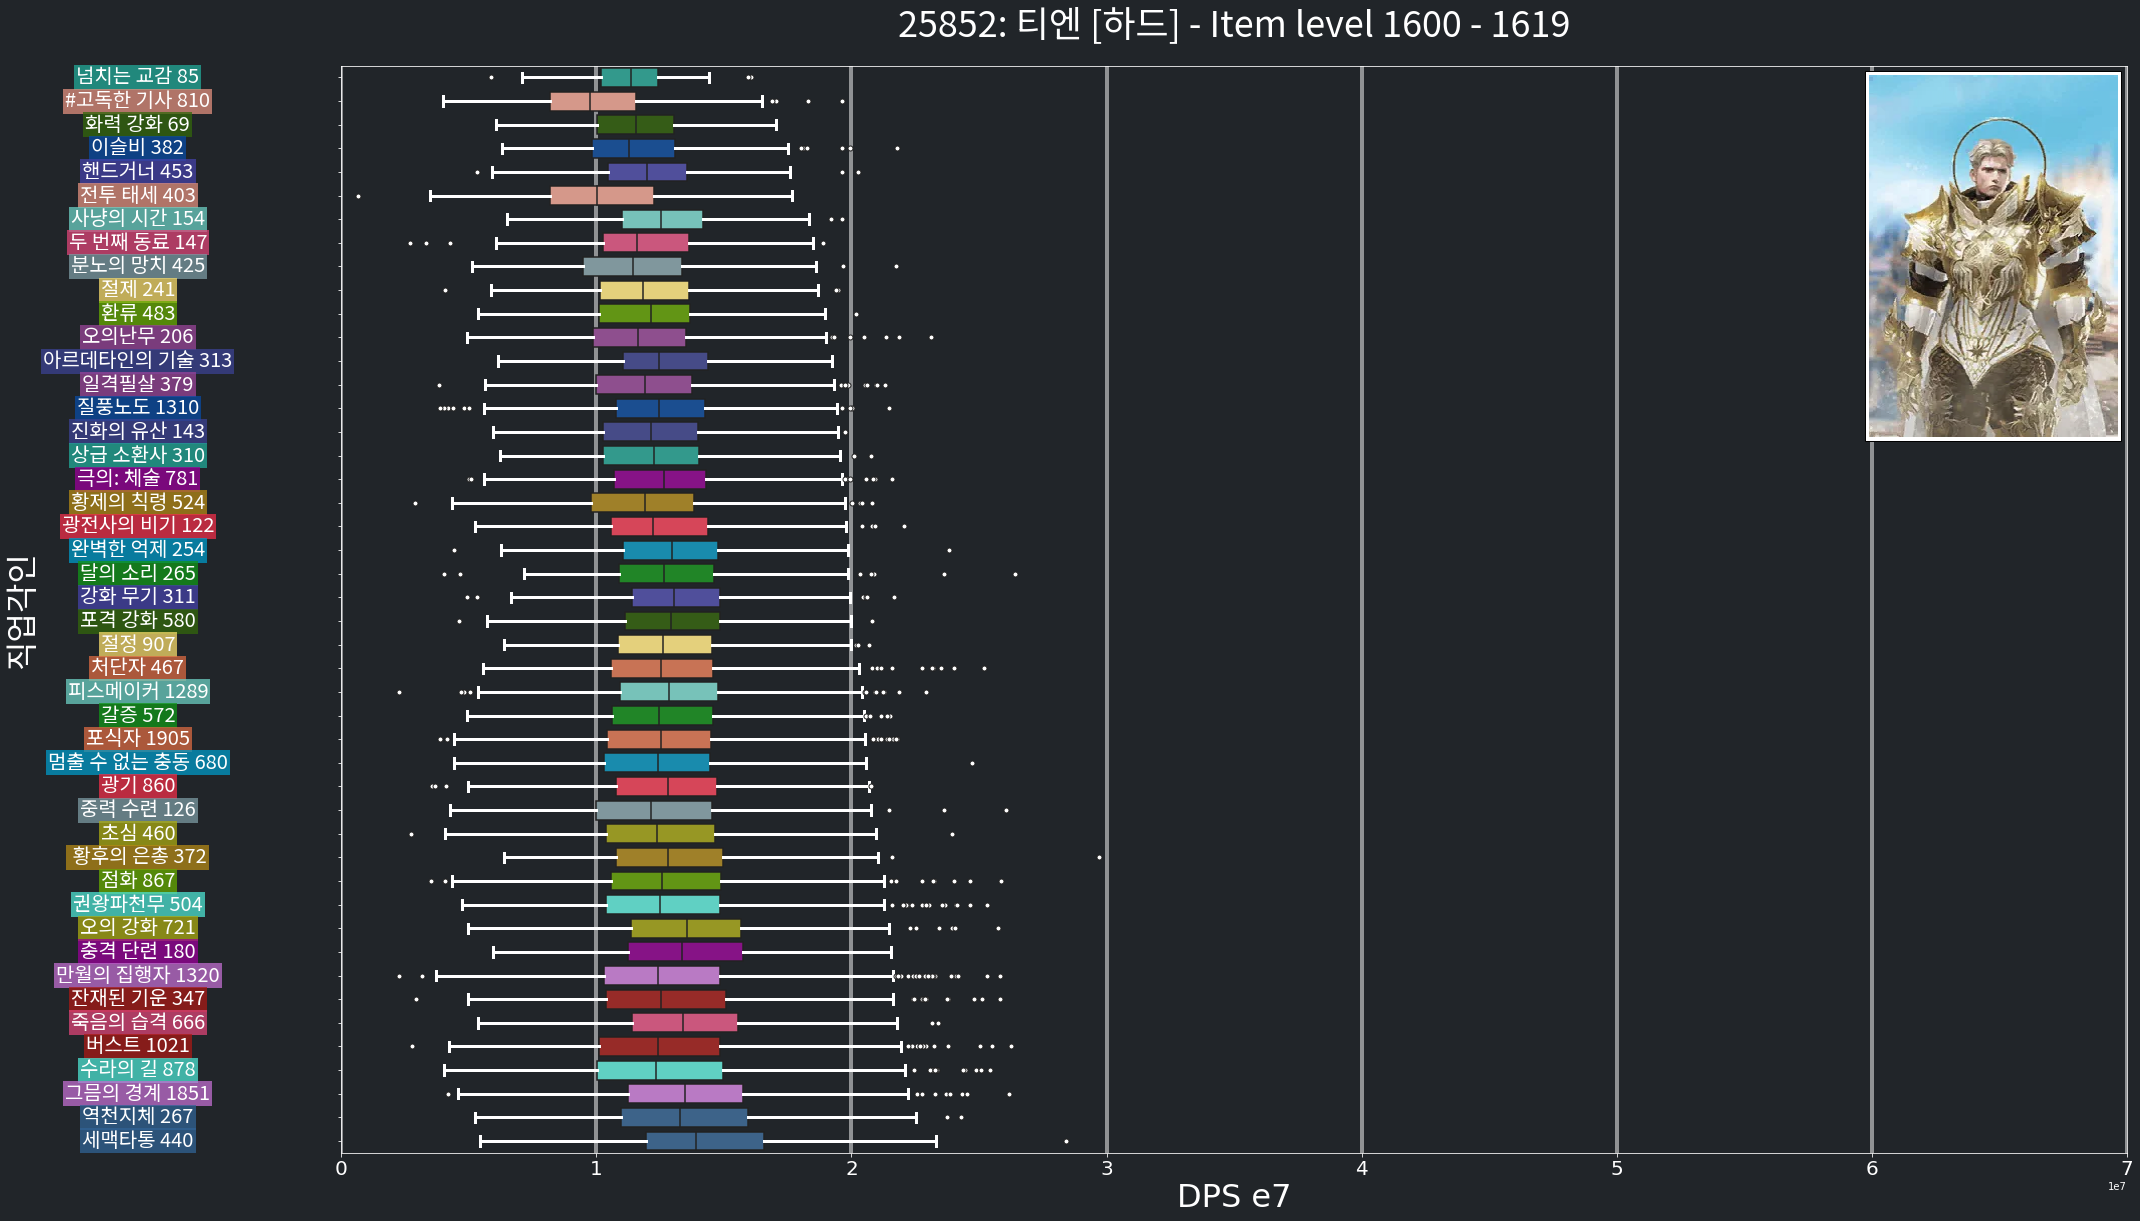 25852: 티엔 [하드] - Item level 1600 - 1619
넘치는 교감 85
#고독한 기사 810
화력 강화 69
이슬비 382
핸드거너 453
전투 태세 403
사냥의 시간 154
두 번째 동료 147
분노의 망치 425
절제 241
환류 483
오의난무 206
아르데타인의 기술 313
일격필살 379
질풍노도 1310
진화의 유산 143
상급 소환사 310
극의: 체술 781
황제의 칙령 524
광전사의 비기 122
완벽한 억제 254
달의 소리 265
강화 무기 311
포격 강화 580
절정 907
처단자 467
피스메이커 1289
갈증 572
포식자 1905
멈출 수 없는 충동 680
광기 860
중력 수련 126
초심 460
황후의 은총 372
점화 867
권왕파천무 504
오의 강화 721
충격 단련 180
만월의 집행자 1320
잔재된 기운 347
죽음의 습격 666
버스트 1021
수라의 길 878
그믐의 경계 1851
역천지체 267
세맥타통 440
직업각인
0 1 2 3 4 5 6 7
DPS e7
1e7